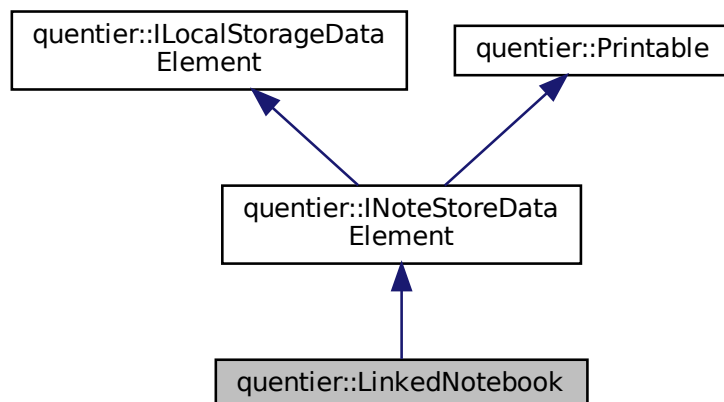 quentier::ILocalStorageData
Element
quentier::Printable
quentier::INoteStoreData
Element
quentier::LinkedNotebook